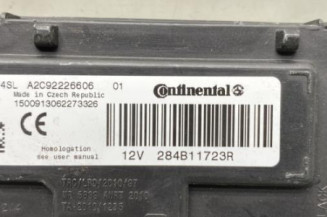 4SL A2C92226606 01
Made in Czech Republic
1500913062273326
Continental
CE
Homologation
See user manual
12V 284B11723R